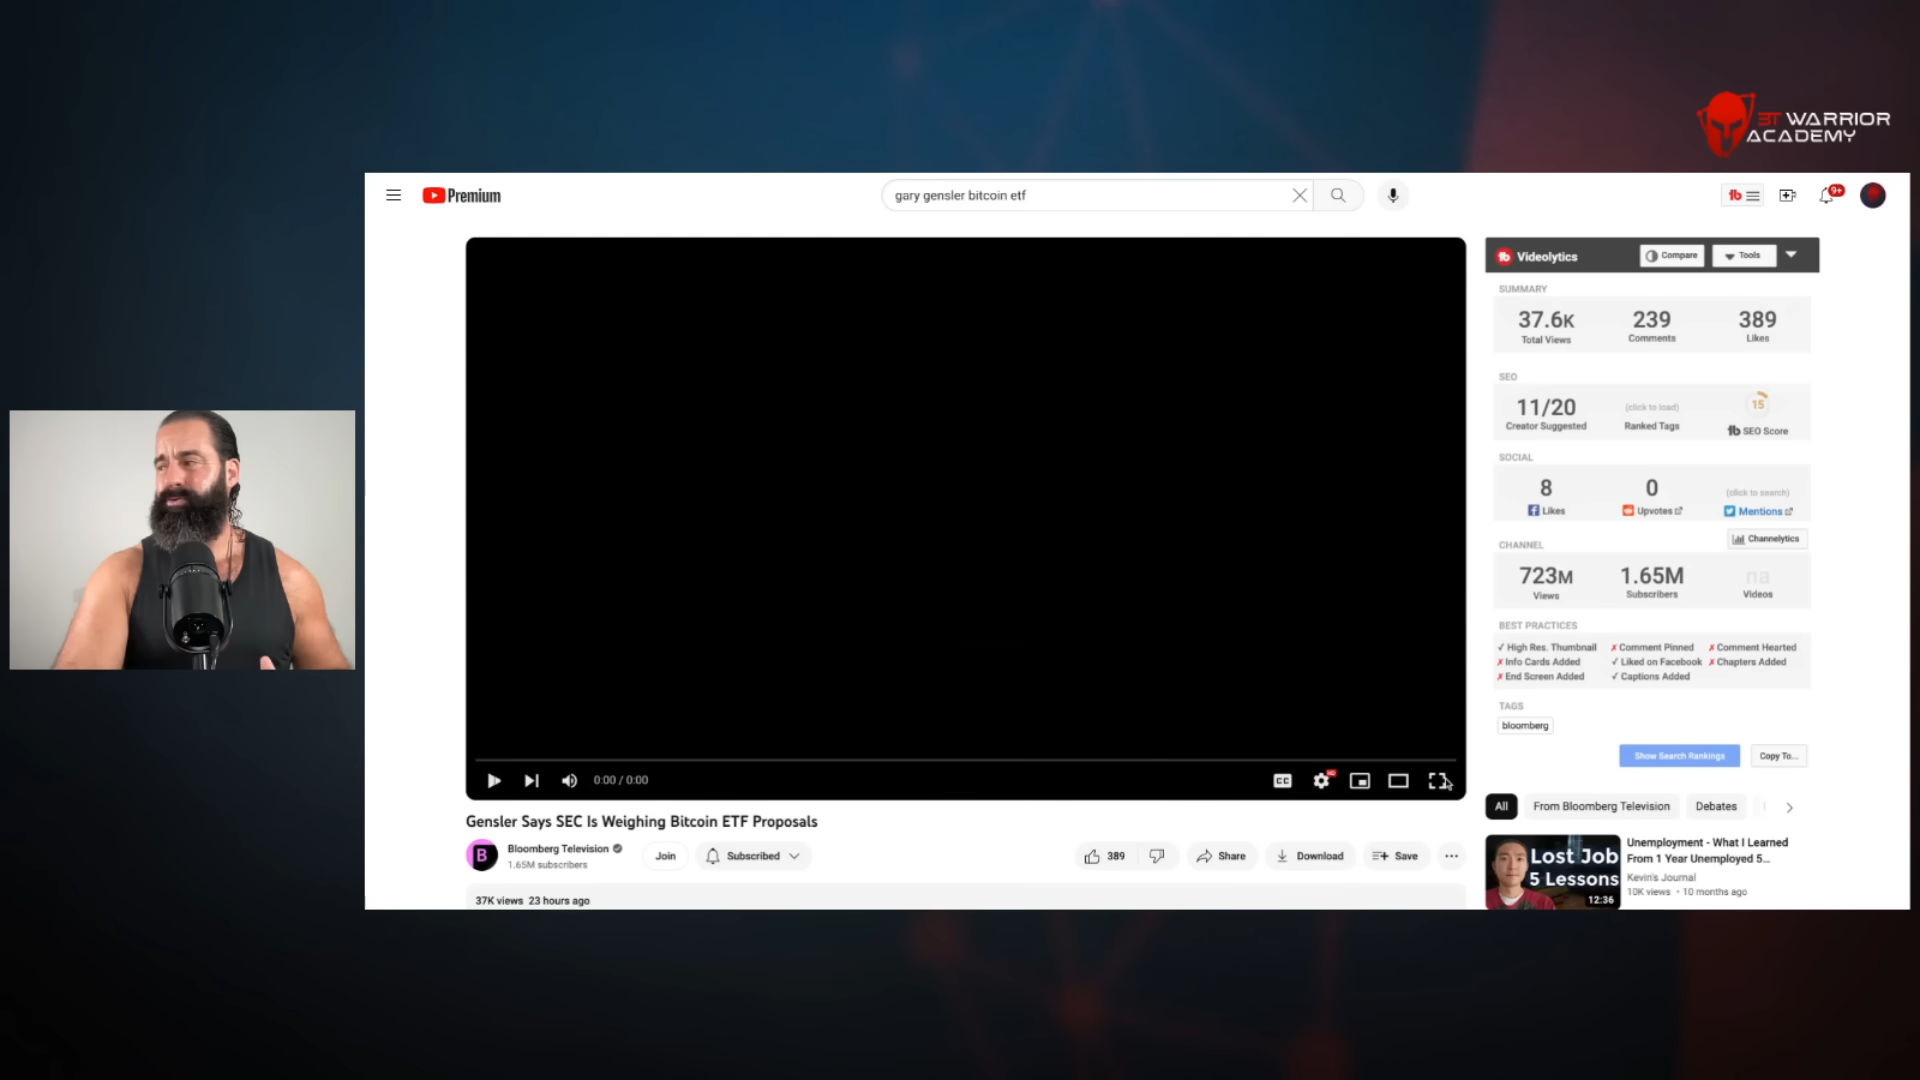 3T WARRIOR
ACADEMY
Premium
gary gensler bitcoin etf
9+
Videolytics
Compare
Tools
SUMMARY
37.6K
239
389
Total Views
Comments
Likes
SEO
11/20
(click to load)
15
Creator Suggested
Ranked Tags
SEO Score
SOCIAL
8
0
(click to search)
Likes
Upvotes
Mentions
CHANNEL
Channelytics
723M
1.65M
na
Views
Subscribers
Videos
BEST PRACTICES
✓ High Res. Thumbnail
✗ Comment Pinned
✗ Comment Hearted
✗ Info Cards Added
✓ Liked on Facebook
✗ Chapters Added
✗ End Screen Added
✓ Captions Added
TAGS
bloomberg
Show Search Rankings
Copy To...
0:00 / 0:00
CC
HD
Gensler Says SEC Is Weighing Bitcoin ETF Proposals
B
Bloomberg Television
1.65M subscribers
Join
Subscribed
389
Share
Download
Save
37K views 23 hours ago
All
From Bloomberg Television
Debates
Lost Job
5 Lessons
12:36
Unemployment - What I Learned
From 1 Year Unemployed 5...
Kevin's Journal
10K views • 10 months ago